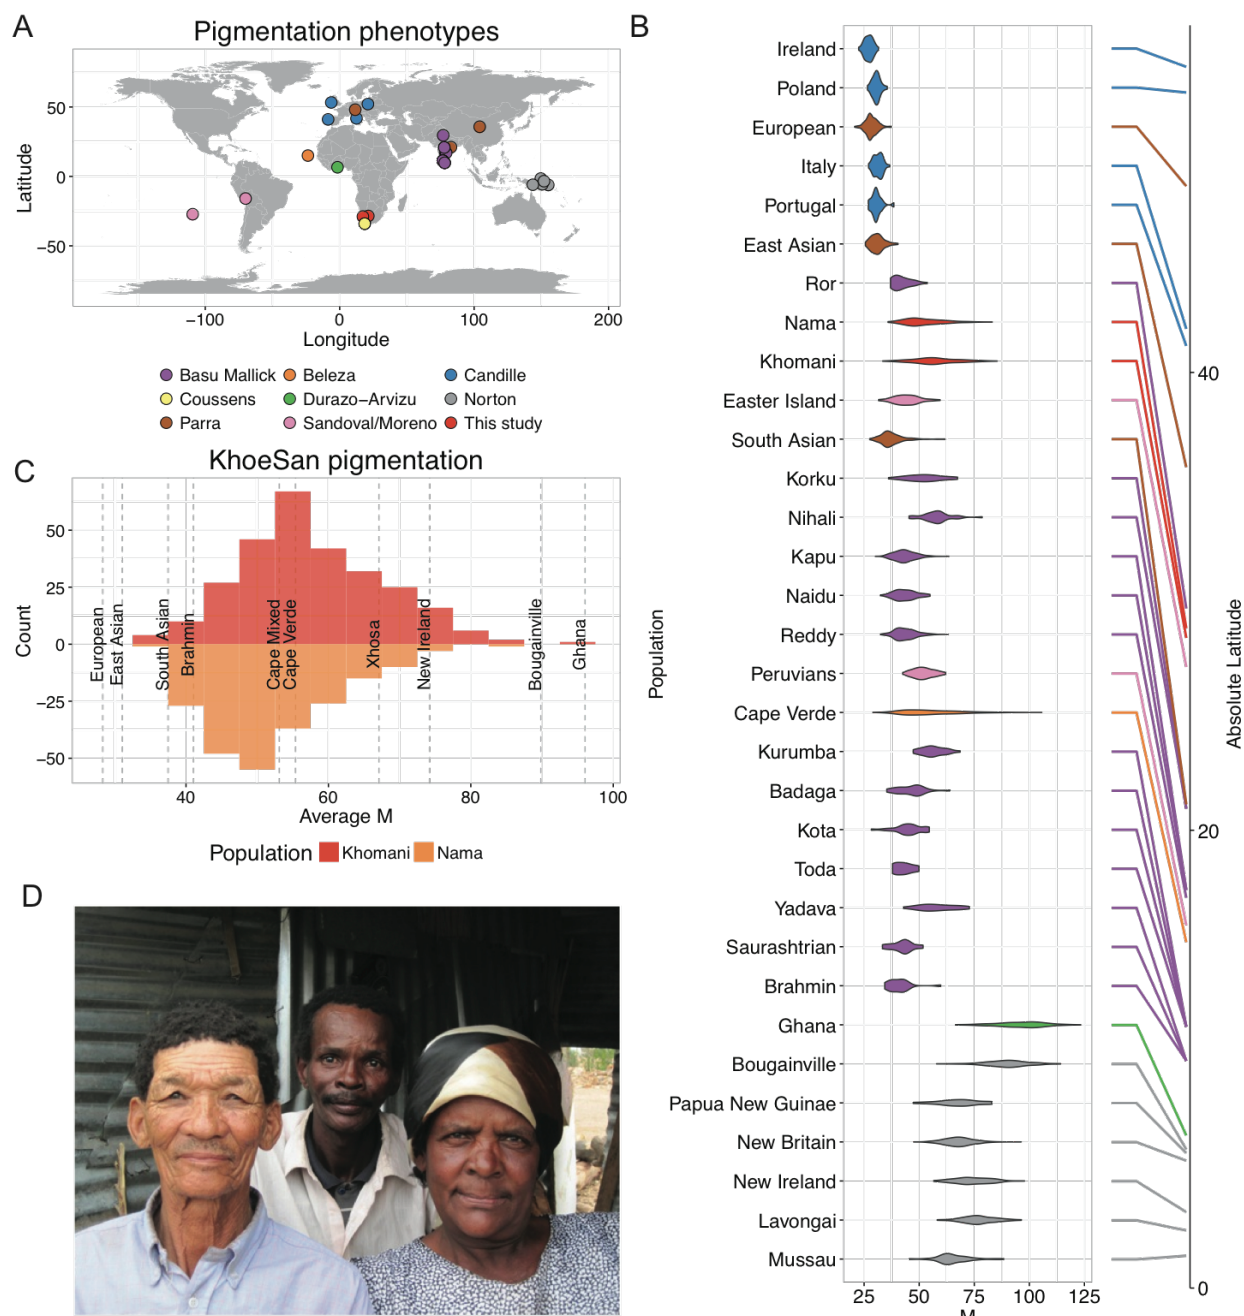 A
Pigmentation phenotypes
50
0
−50
Latitude
−100
0
100
200
Longitude
Basu Mallick
Beleza
Candille
Coussens
Durazo−Arvizu
Norton
Parra
Sandoval/Moreno
This study
C
KhoeSan pigmentation
50
25
0
−25
−50
Count
European
East Asian
South Asian
Brahmin
Cape Mixed
Cape Verde
Xhosa
New Ireland
Bougainville
Ghana
40
60
80
100
Average M
Population
Khomani
Nama
D
B
Population
Ireland
Poland
European
Italy
Portugal
East Asian
Ror
Nama
Khomani
Easter Island
South Asian
Korku
Nihali
Kapu
Naidu
Reddy
Peruvians
Cape Verde
Kurumba
Badaga
Kota
Toda
Yadava
Saurashtrian
Brahmin
Ghana
Bougainville
Papua New Guinae
New Britain
New Ireland
Lavongai
Mussau
25
50
75
100
125
M
40
20
0
Absolute Latitude